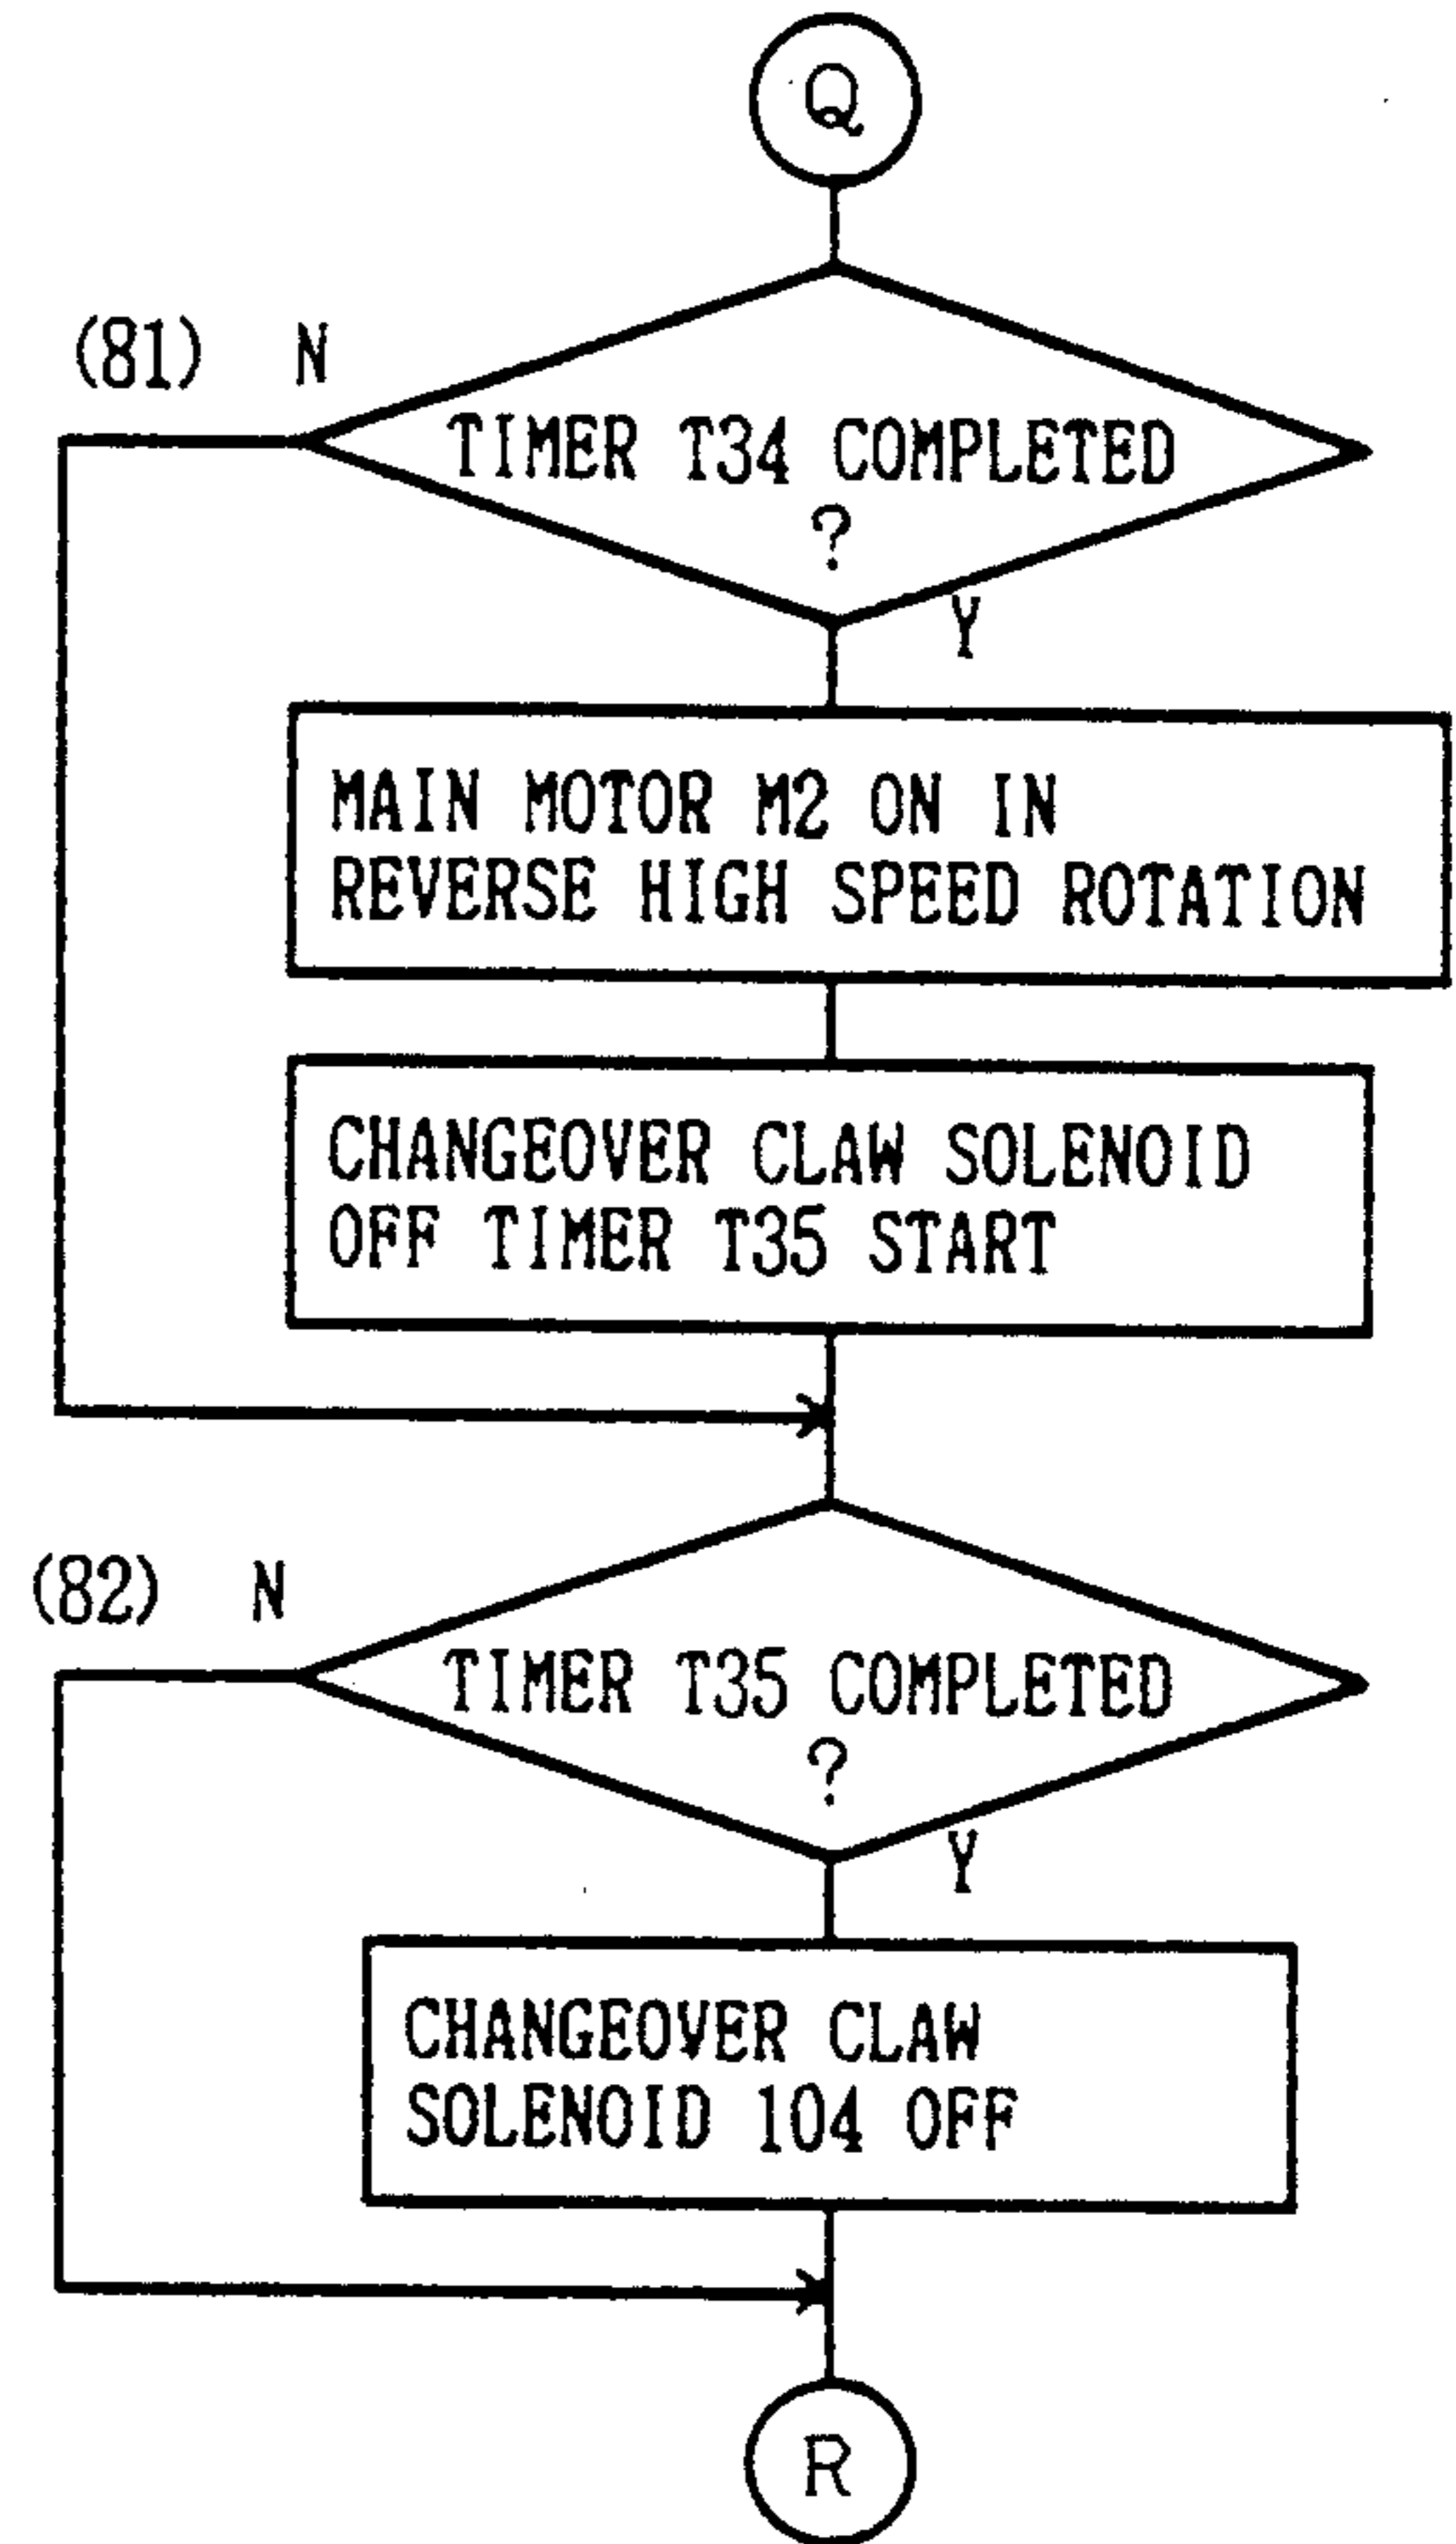 Q
(81) N
TIMER T34 COMPLETED
?
Y
MAIN MOTOR M2 ON IN
REVERSE HIGH SPEED ROTATION
CHANGEOVER CLAW SOLENOID
OFF TIMER T35 START
(82) N
TIMER T35 COMPLETED
?
Y
CHANGEOVER CLAW
SOLENOID 104 OFF
R